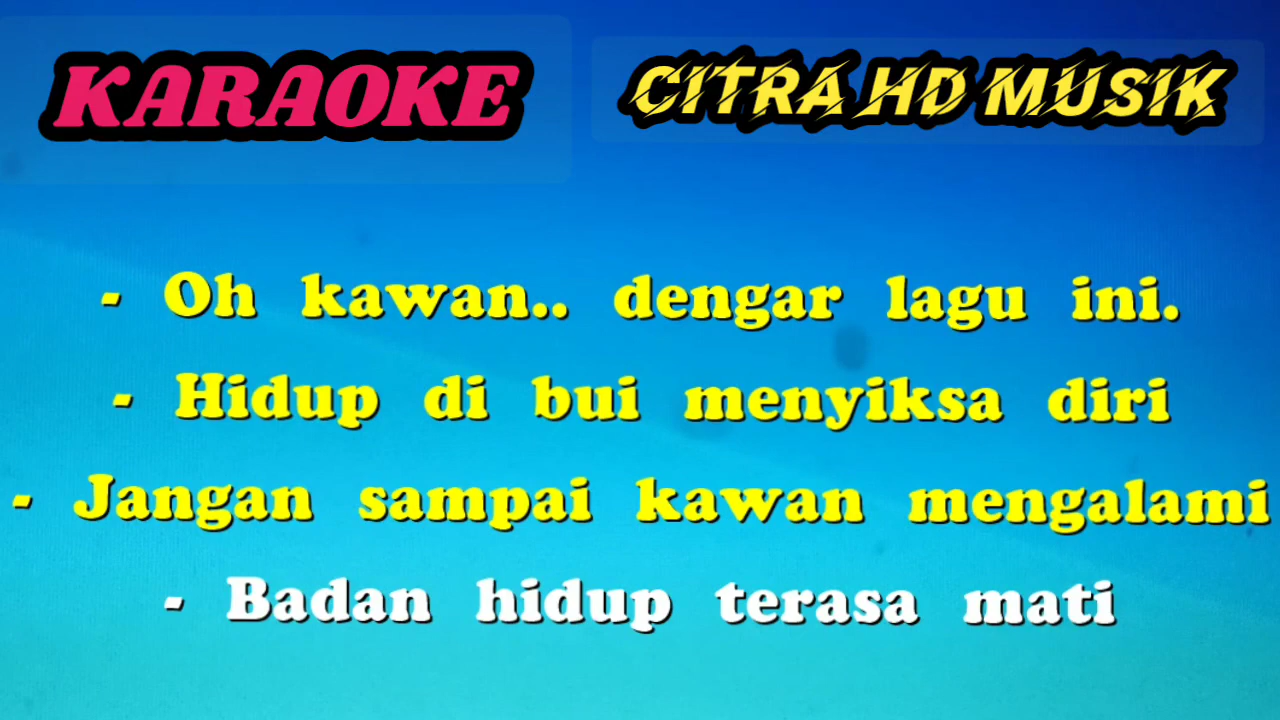 KARAOKE
CITRA HD MUSIK
- Oh kawan.. dengar lagu ini.
- Hidup di bui menyiksa diri
- Jangan sampai kawan mengalami
- Badan hidup terasa mati